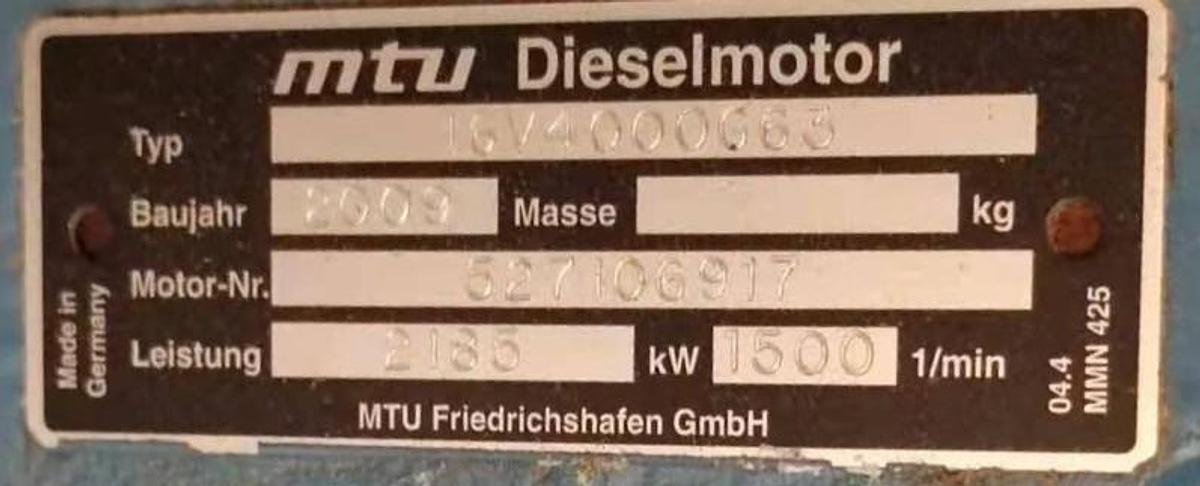 mtu Dieselmotor
Typ 16V4000G63
Baujahr 2009 Masse kg
Motor-Nr. 527106917
Leistung 2185 kW 1500 1/min
MTU Friedrichshafen GmbH
Made in
Germany
04.4
MMN 425